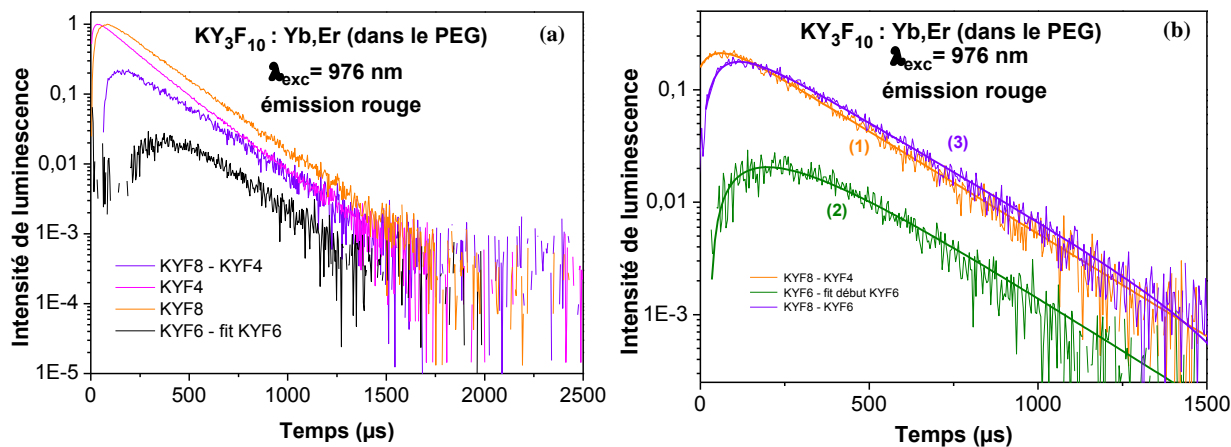 KY₃F₁₀ : Yb,Er (dans le PEG)
(a)
λexc= 976 nm
émission rouge
Intensité de luminescence
1
0,1
0,01
1E-3
1E-4
1E-5
KYF8 - KYF4
KYF4
KYF8
KYF6 - fit KYF6
0 500 1000 1500 2000 2500
Temps (µs)
KY₃F₁₀ : Yb,Er (dans le PEG)
(b)
λexc= 976 nm
émission rouge
Intensité de luminescence
0,1
0,01
1E-3
(1)
(3)
(2)
KYF8 - KYF4
KYF6 - fit début KYF6
KYF8 - KYF6
0 500 1000 1500
Temps (µs)